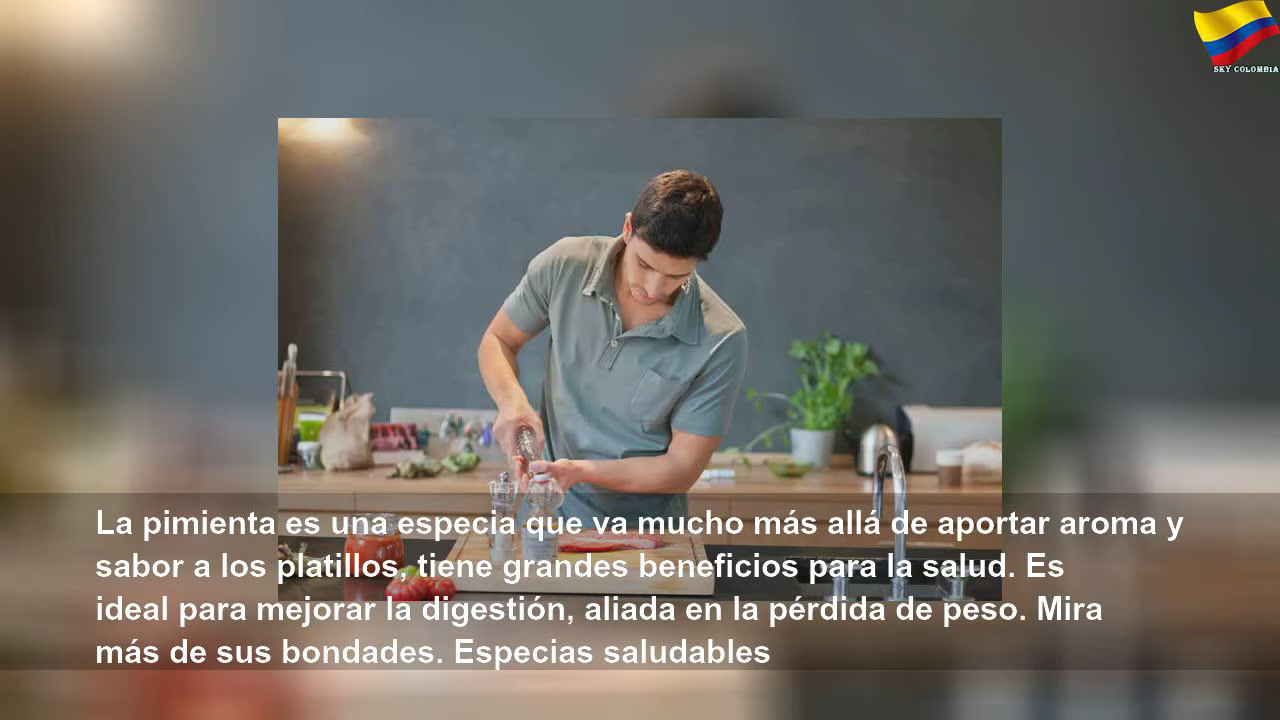 SKY COLOMBIA
La pimienta es una especia que va mucho más allá de aportar aroma y
sabor a los platillos, tiene grandes beneficios para la salud. Es
ideal para mejorar la digestión, aliada en la pérdida de peso. Mira
más de sus bondades. Especias saludables